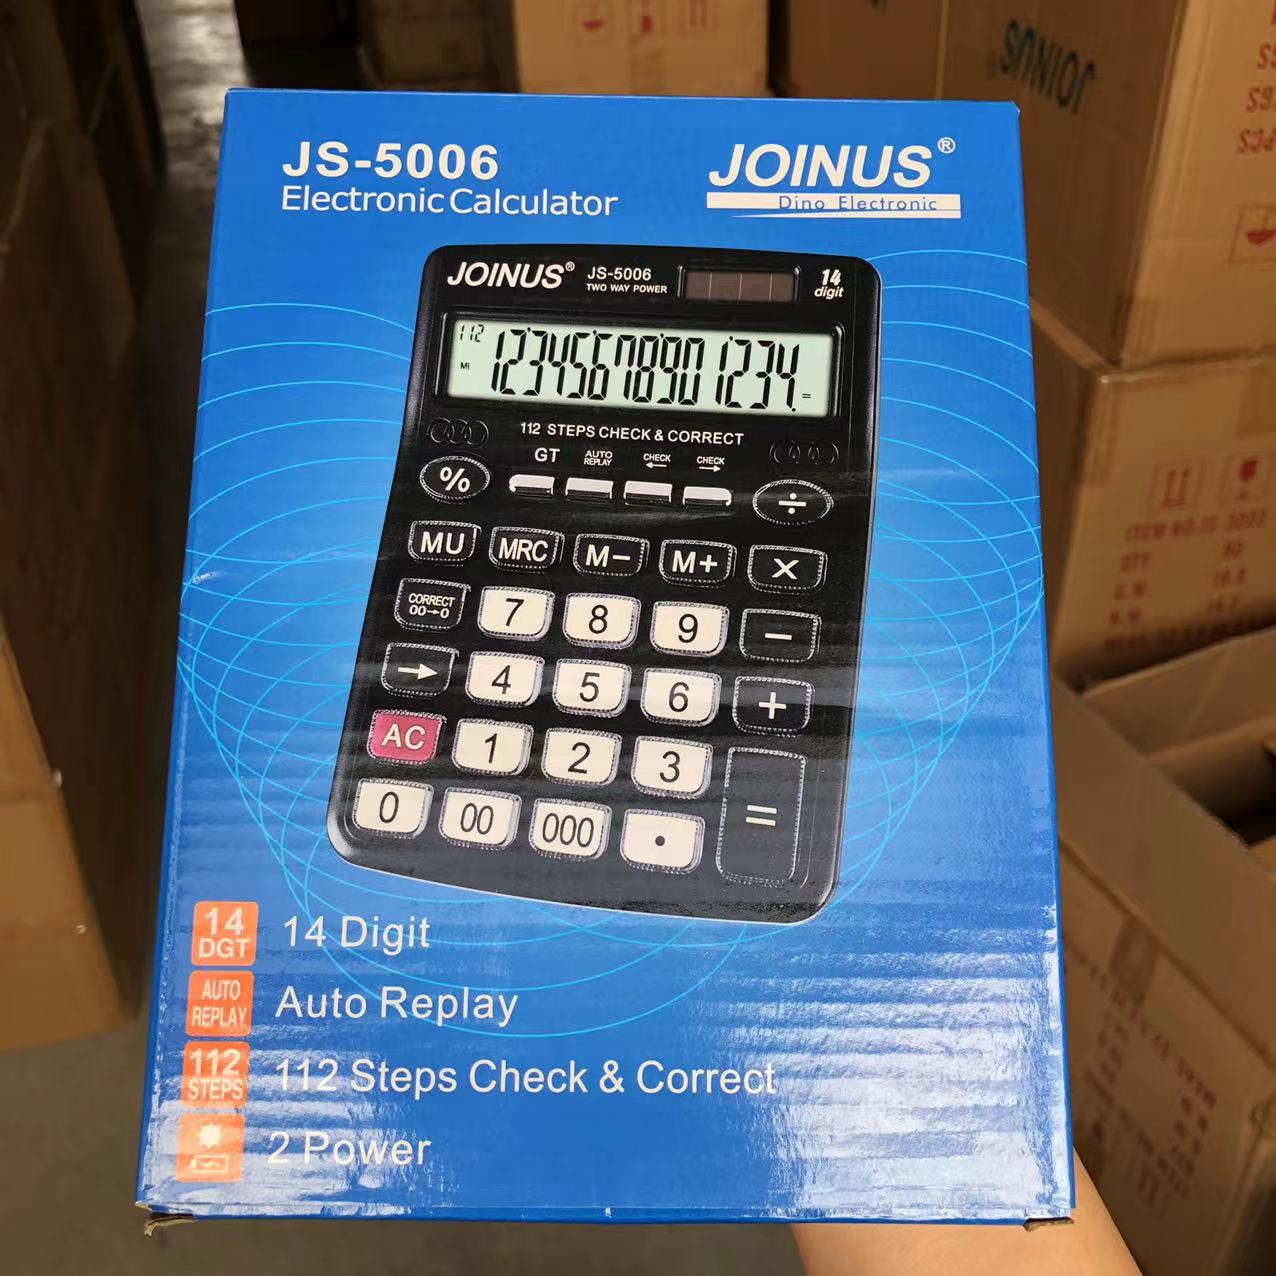 JOINUS
JS-5006
Electronic Calculator
JOINUS®
Dino Electronic
JOINUS®
JS-5006
TWO WAY POWER
14
digit
112
MI
12345678901234.
=
112 STEPS CHECK & CORRECT
GT
AUTO
REPLAY
CHECK
←
CHECK
→
%
÷
MU MRC M− M+ ×
CORRECT
00→0
7 8 9 −
→ 4 5 6 +
AC 1 2 3
0 00 000 • =
14
DGT
14 Digit
AUTO
REPLAY
Auto Replay
112
STEPS
112 Steps Check & Correct
2 Power